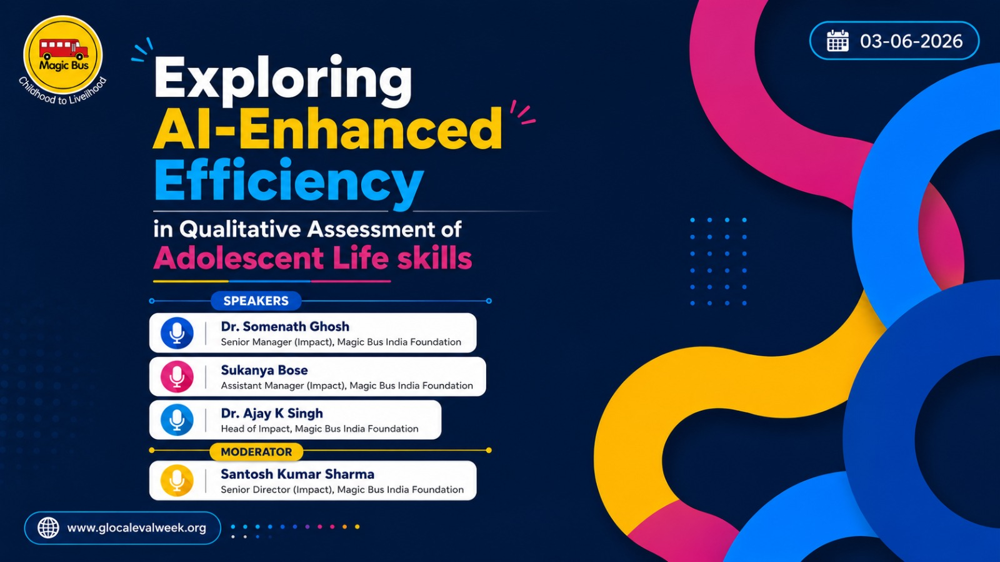 Magic Bus
Childhood to Livelihood
03-06-2026
Exploring
AI-Enhanced
Efficiency
in Qualitative Assessment of
Adolescent Life skills
SPEAKERS
Dr. Somenath Ghosh
Senior Manager (Impact), Magic Bus India Foundation
Sukanya Bose
Assistant Manager (Impact), Magic Bus India Foundation
Dr. Ajay K Singh
Head of Impact, Magic Bus India Foundation
MODERATOR
Santosh Kumar Sharma
Senior Director (Impact), Magic Bus India Foundation
www.glocalevalweek.org